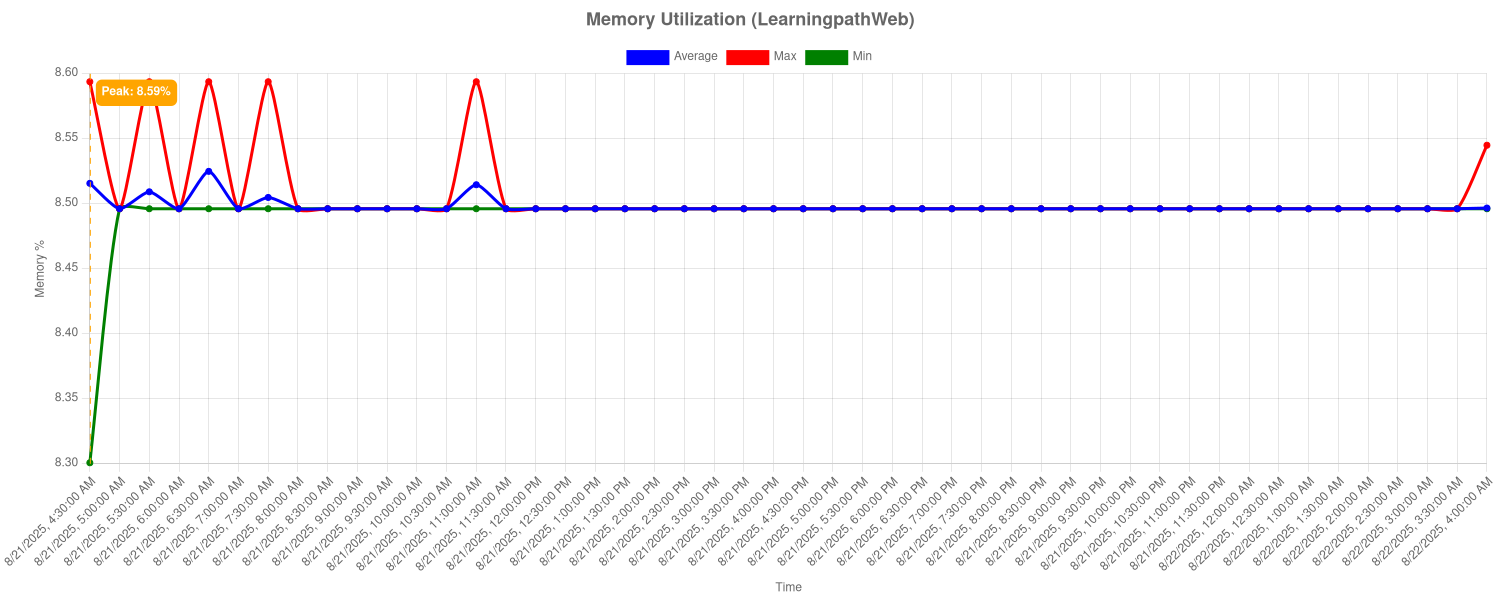 Memory Utilization (LearningpathWeb)
Average Max Min
8.60
Peak: 8.59%
8.55
8.50
8.45
8.40
8.35
8.30
Memory %
8/21/2025, 4:30:00 AM
8/21/2025, 5:00:00 AM
8/21/2025, 5:30:00 AM
8/21/2025, 6:00:00 AM
8/21/2025, 6:30:00 AM
8/21/2025, 7:00:00 AM
8/21/2025, 7:30:00 AM
8/21/2025, 8:00:00 AM
8/21/2025, 8:30:00 AM
8/21/2025, 9:00:00 AM
8/21/2025, 9:30:00 AM
8/21/2025, 10:00:00 AM
8/21/2025, 10:30:00 AM
8/21/2025, 11:00:00 AM
8/21/2025, 11:30:00 AM
8/21/2025, 12:00:00 PM
8/21/2025, 12:30:00 PM
8/21/2025, 1:00:00 PM
8/21/2025, 1:30:00 PM
8/21/2025, 2:00:00 PM
8/21/2025, 2:30:00 PM
8/21/2025, 3:00:00 PM
8/21/2025, 3:30:00 PM
8/21/2025, 4:00:00 PM
8/21/2025, 4:30:00 PM
8/21/2025, 5:00:00 PM
8/21/2025, 5:30:00 PM
8/21/2025, 6:00:00 PM
8/21/2025, 6:30:00 PM
8/21/2025, 7:00:00 PM
8/21/2025, 7:30:00 PM
8/21/2025, 8:00:00 PM
8/21/2025, 8:30:00 PM
8/21/2025, 9:00:00 PM
8/21/2025, 9:30:00 PM
8/21/2025, 10:00:00 PM
8/21/2025, 10:30:00 PM
8/21/2025, 11:00:00 PM
8/21/2025, 11:30:00 PM
8/22/2025, 12:00:00 AM
8/22/2025, 12:30:00 AM
8/22/2025, 1:00:00 AM
8/22/2025, 1:30:00 AM
8/22/2025, 2:00:00 AM
8/22/2025, 2:30:00 AM
8/22/2025, 3:00:00 AM
8/22/2025, 3:30:00 AM
8/22/2025, 4:00:00 AM
Time